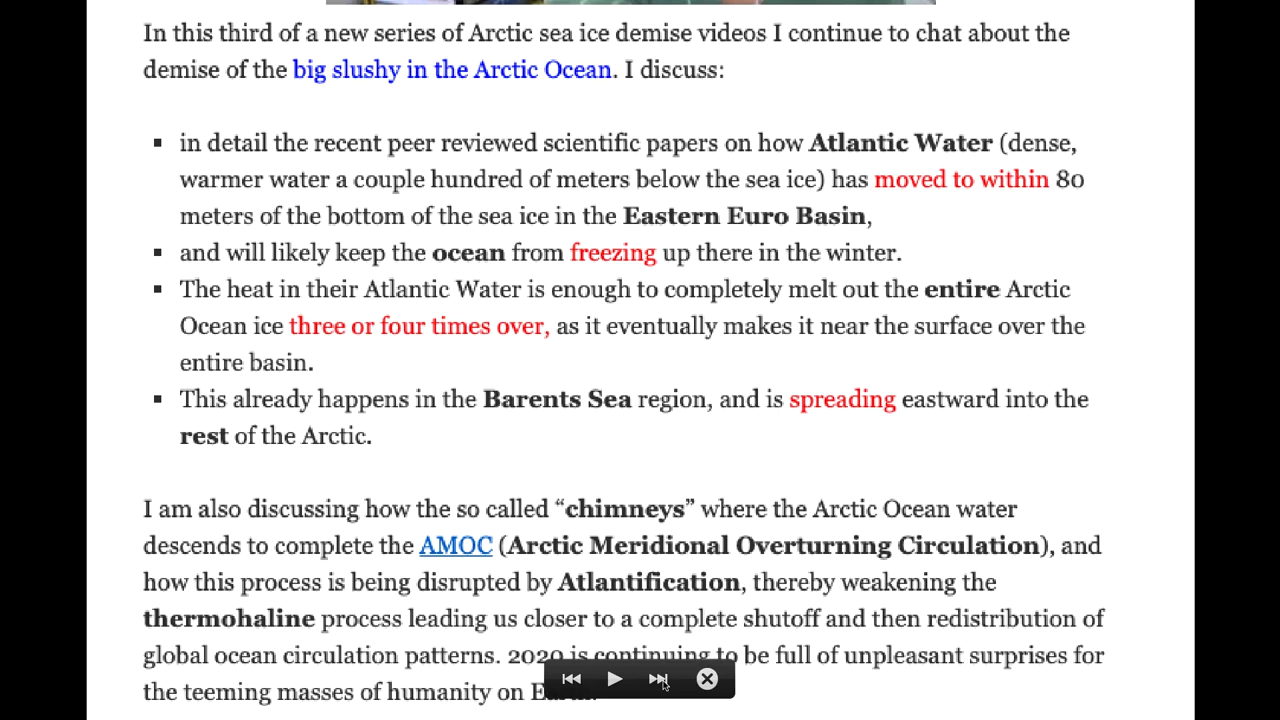 In this third of a new series of Arctic sea ice demise videos I continue to chat about the
demise of the big slushy in the Arctic Ocean. I discuss:
▪ in detail the recent peer reviewed scientific papers on how Atlantic Water (dense,
warmer water a couple hundred of meters below the sea ice) has moved to within 80
meters of the bottom of the sea ice in the Eastern Euro Basin,
▪ and will likely keep the ocean from freezing up there in the winter.
▪ The heat in their Atlantic Water is enough to completely melt out the entire Arctic
Ocean ice three or four times over, as it eventually makes it near the surface over the
entire basin.
▪ This already happens in the Barents Sea region, and is spreading eastward into the
rest of the Arctic.
I am also discussing how the so called “chimneys” where the Arctic Ocean water
descends to complete the AMOC (Arctic Meridional Overturning Circulation), and
how this process is being disrupted by Atlantification, thereby weakening the
thermohaline process leading us closer to a complete shutoff and then redistribution of
global ocean circulation patterns. 2020 is continuing to be full of unpleasant surprises for
the teeming masses of humanity on